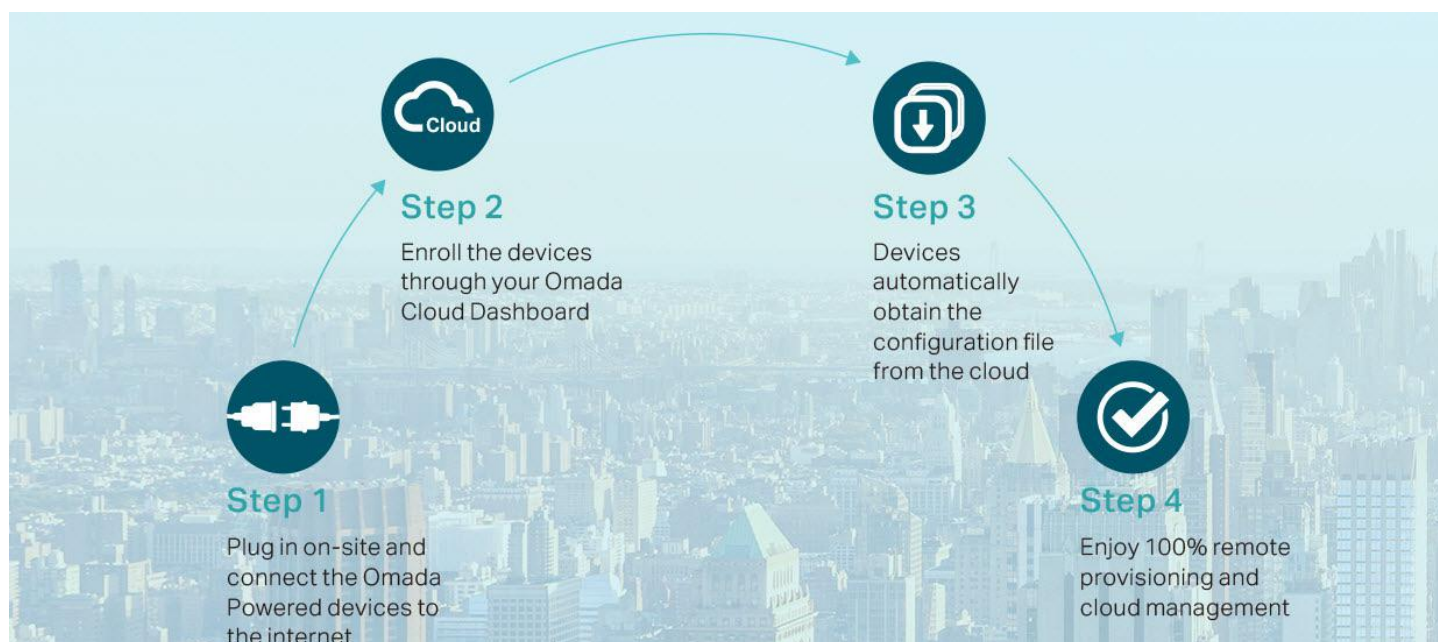 Cloud
Step 2
Enroll the devices
through your Omada
Cloud Dashboard
Step 3
Devices
automatically
obtain the
configuration file
from the cloud
Step 1
Plug in on-site and
connect the Omada
Powered devices to
the internet
Step 4
Enjoy 100% remote
provisioning and
cloud management